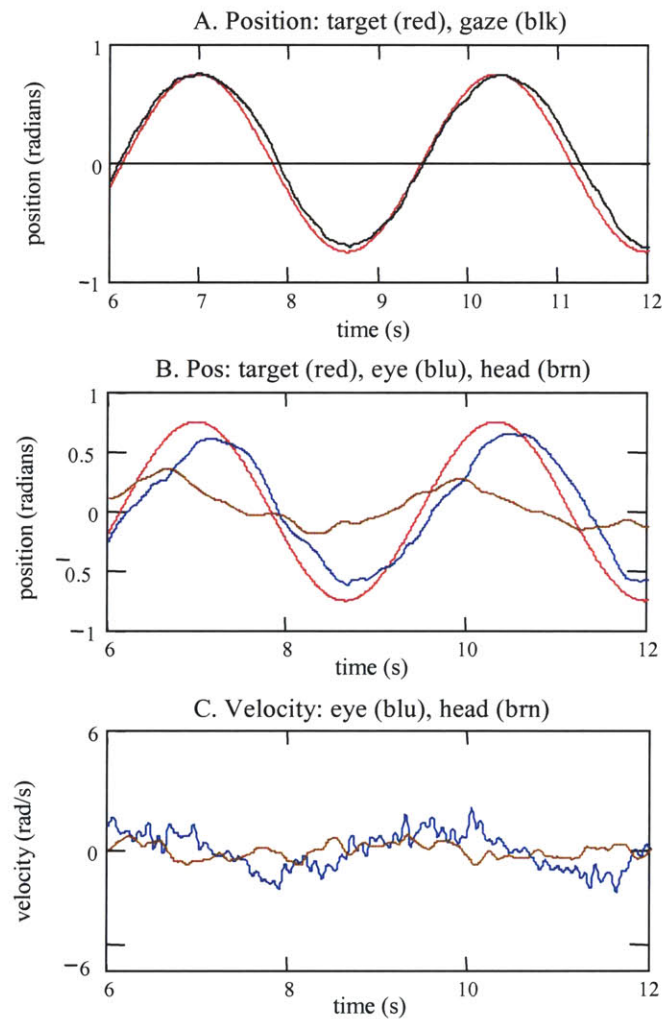 A. Position: target (red), gaze (blk)
1
0
−1
position (radians)
6 7 8 9 10 11 12
time (s)
B. Pos: target (red), eye (blu), head (brn)
1
0.5
0
−
0.5
−1
position (radians)
6 8 10 12
time (s)
C. Velocity: eye (blu), head (brn)
6
0
−6
velocity (rad/s)
6 8 10 12
time (s)